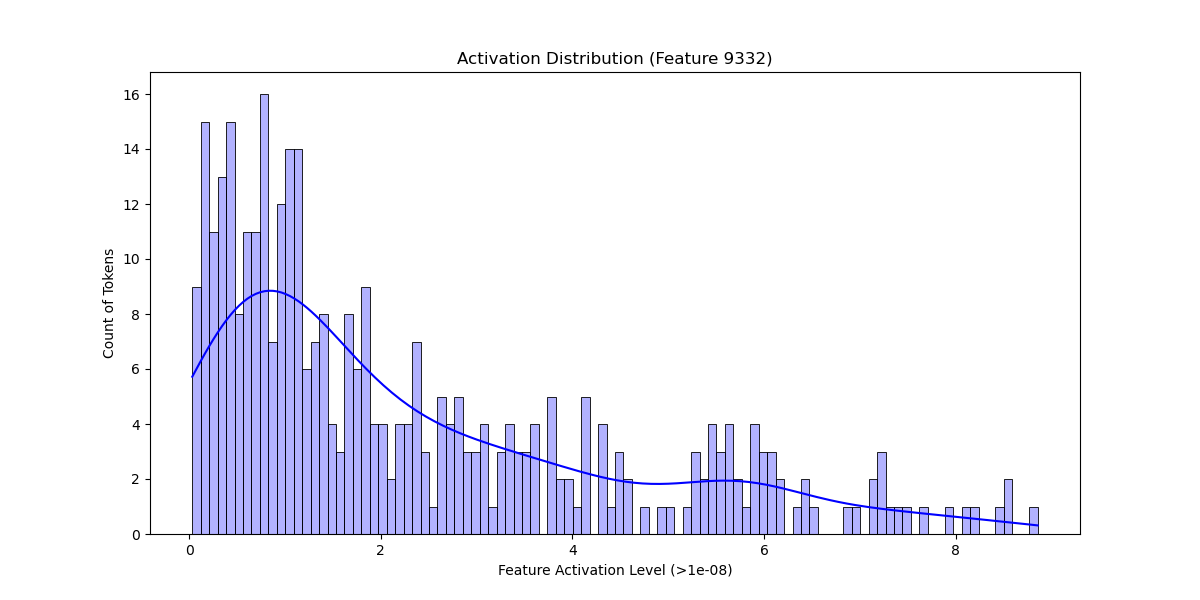 Activation Distribution (Feature 9332)
16
14
12
10
8
6
4
2
0
Count of Tokens
0 2 4 6 8
Feature Activation Level (>1e-08)